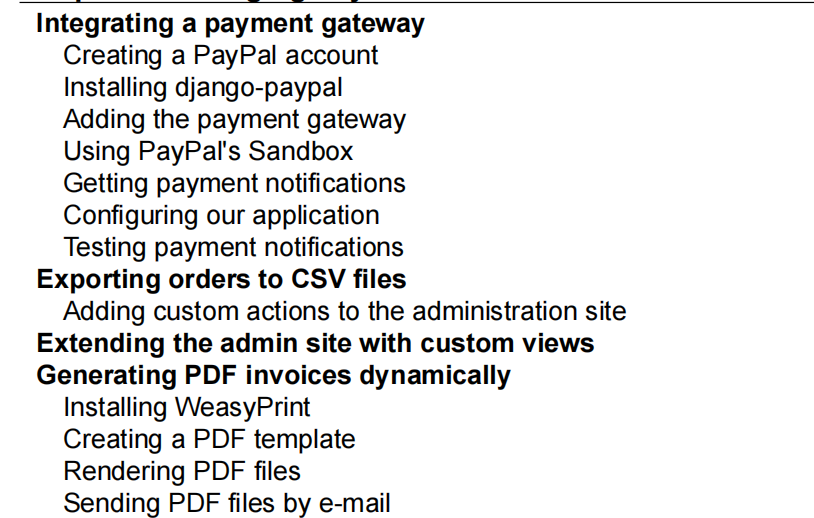 Integrating a payment gateway
Creating a PayPal account
Installing django-paypal
Adding the payment gateway
Using PayPal's Sandbox
Getting payment notifications
Configuring our application
Testing payment notifications
Exporting orders to CSV files
Adding custom actions to the administration site
Extending the admin site with custom views
Generating PDF invoices dynamically
Installing WeasyPrint
Creating a PDF template
Rendering PDF files
Sending PDF files by e-mail